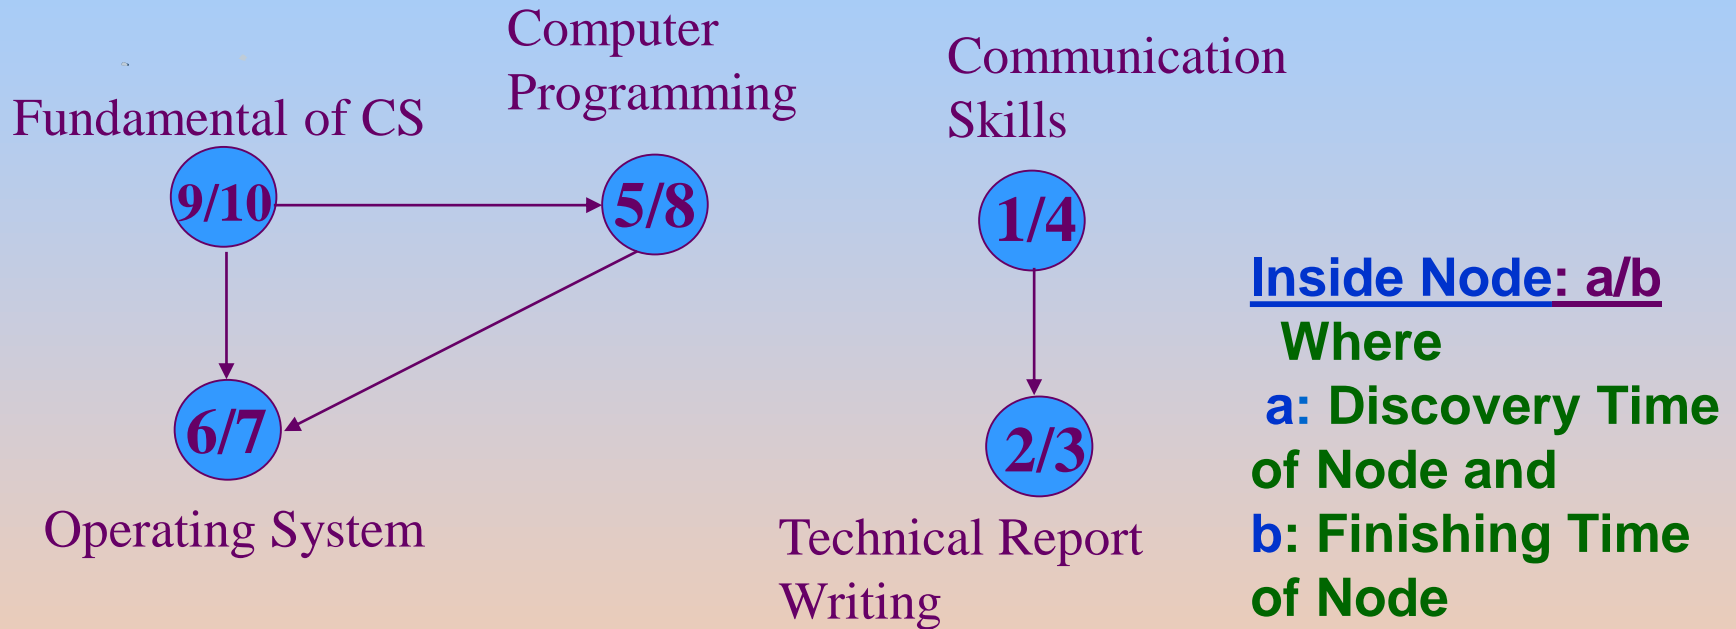 Computer
Programming
Communication
Skills
Fundamental of CS
9/10
5/8
1/4
6/7
2/3
Operating System
Technical Report
Writing
Inside Node: a/b
Where
a: Discovery Time
of Node and
b: Finishing Time
of Node